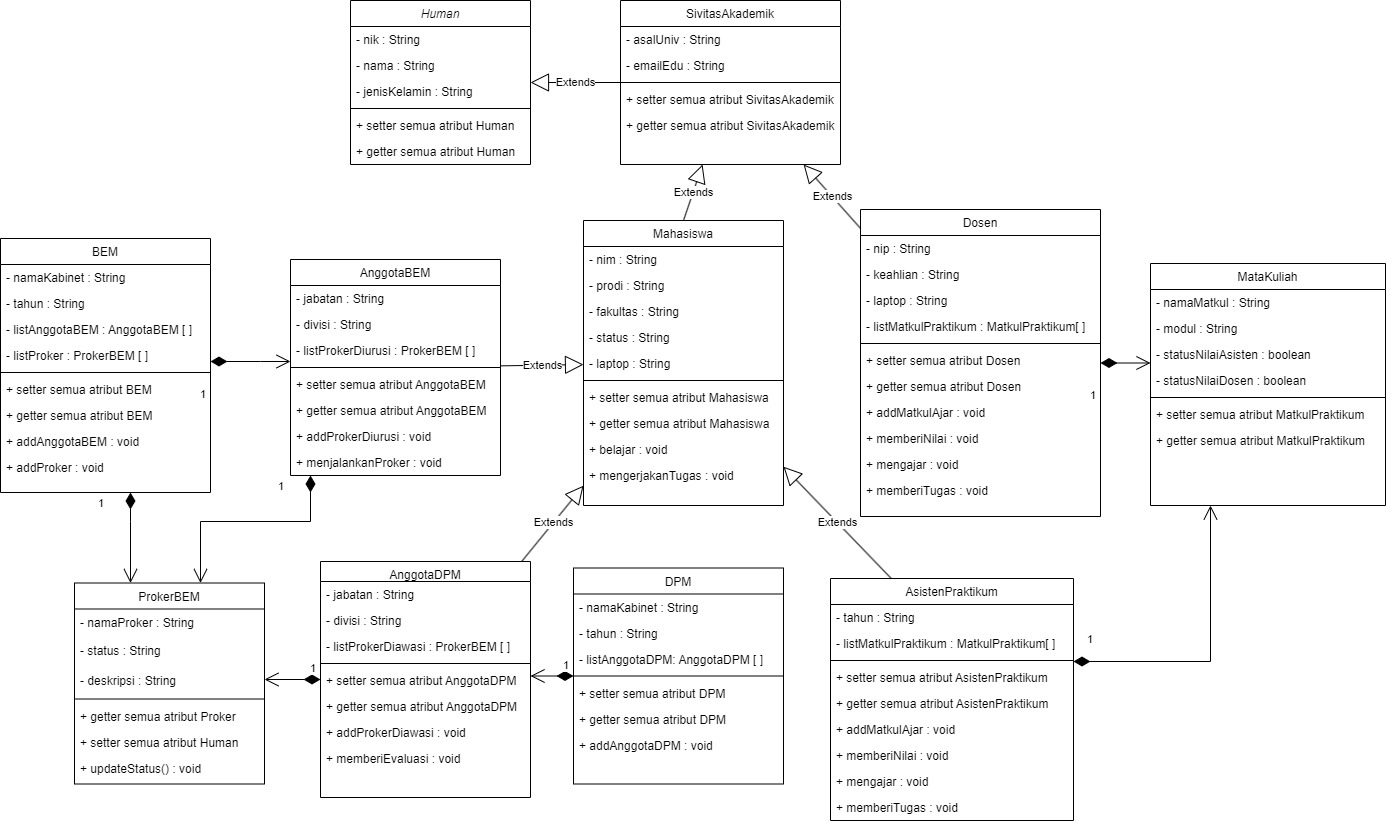 Human
- nik : String
- nama : String
- jenisKelamin : String
+ setter semua atribut Human
+ getter semua atribut Human
Extends
SivitasAkademik
- asalUniv : String
- emailEdu : String
+ setter semua atribut SivitasAkademik
+ getter semua atribut SivitasAkademik
Extends
Extends
BEM
- namaKabinet : String
- tahun : String
- listAnggotaBEM : AnggotaBEM [ ]
- listProker : ProkerBEM [ ]
+ setter semua atribut BEM
+ getter semua atribut BEM
+ addAnggotaBEM : void
+ addProker : void
1
1
AnggotaBEM
- jabatan : String
- divisi : String
- listProkerDiurusi : ProkerBEM [ ]
+ setter semua atribut AnggotaBEM
+ getter semua atribut AnggotaBEM
+ addProkerDiurusi : void
+ menjalankanProker : void
1
Extends
Mahasiswa
- nim : String
- prodi : String
- fakultas : String
- status : String
- laptop : String
+ setter semua atribut Mahasiswa
+ getter semua atribut Mahasiswa
+ belajar : void
+ mengerjakanTugas : void
Dosen
- nip : String
- keahlian : String
- laptop : String
- listMatkulPraktikum : MatkulPraktikum[ ]
+ setter semua atribut Dosen
+ getter semua atribut Dosen
+ addMatkulAjar : void
+ memberiNilai : void
+ mengajar : void
+ memberiTugas : void
1
MataKuliah
- namaMatkul : String
- modul : String
- statusNilaiAsisten : boolean
- statusNilaiDosen : boolean
+ setter semua atribut MatkulPraktikum
+ getter semua atribut MatkulPraktikum
Extends
Extends
ProkerBEM
- namaProker : String
- status : String
- deskripsi : String
+ getter semua atribut Proker
+ setter semua atribut Human
+ updateStatus() : void
1
AnggotaDPM
- jabatan : String
- divisi : String
- listProkerDiawasi : ProkerBEM [ ]
+ setter semua atribut AnggotaDPM
+ getter semua atribut AnggotaDPM
+ addProkerDiawasi : void
+ memberiEvaluasi : void
1
DPM
- namaKabinet : String
- tahun : String
- listAnggotaDPM: AnggotaDPM [ ]
+ setter semua atribut DPM
+ getter semua atribut DPM
+ addAnggotaDPM : void
AsistenPraktikum
- tahun : String
- listMatkulPraktikum : MatkulPraktikum[ ]
+ setter semua atribut AsistenPraktikum
+ getter semua atribut AsistenPraktikum
+ addMatkulAjar : void
+ memberiNilai : void
+ mengajar : void
+ memberiTugas : void
1